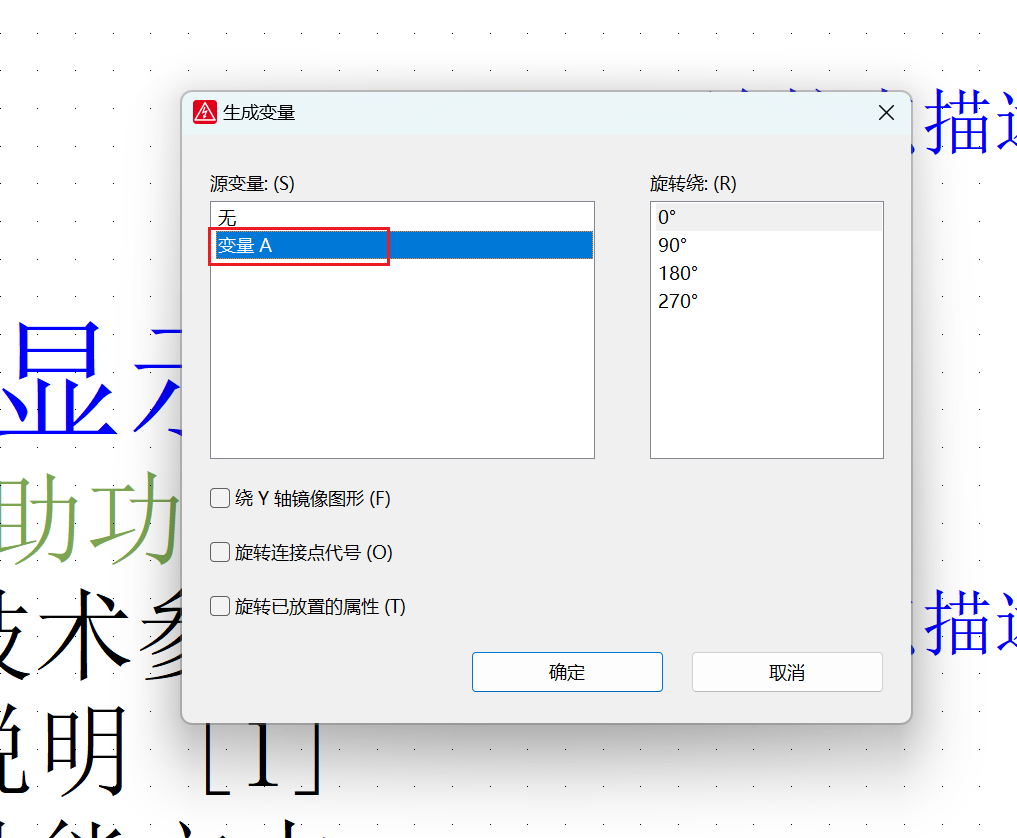 生成变量
描述
源变量: (S)
旋转绕: (R)
无
变量 A
0°
90°
180°
270°
显示
助功
绕 Y 轴镜像图形 (F)
旋转连接点代号 (O)
技术参
旋转已放置的属性 (T)
描述
确定
取消
说明 [1]